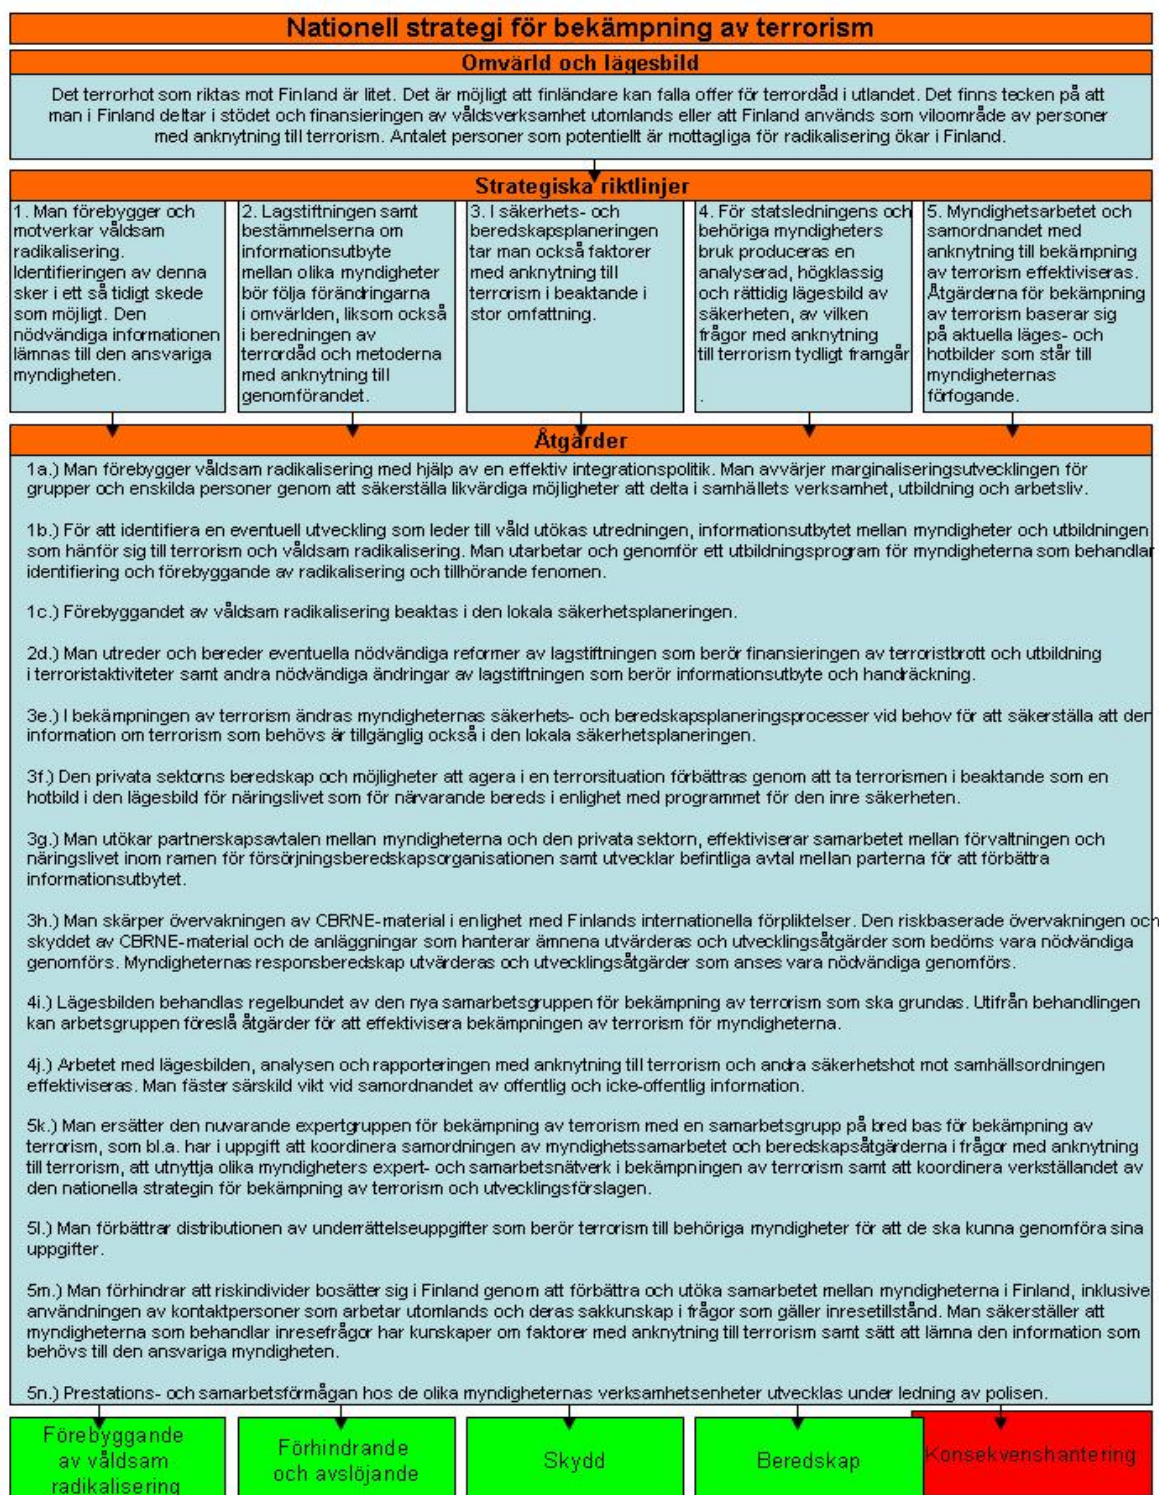 Nationell strategi för bekämpning av terrorism
Omvärld och lägesbild
Det terrorhot som riktas mot Finland är litet. Det är möjligt att finländare kan falla offer för terrordåd i utlandet. Det finns tecken på att
man i Finland deltar i stödet och finansieringen av våldsverksamhet utomlands eller att Finland används som viloområde av personer
med anknytning till terrorism. Antalet personer som potentiellt är mottagliga för radikalisering ökar i Finland.
Strategiska riktlinjer
1. Man förebygger och
motverkar våldsam
radikalisering.
Identifieringen av denna
sker i ett så tidigt skede
som möjligt. Den
nödvändiga informationen
lämnas till den ansvariga
myndigheten.
2. Lagstiftningen samt
bestämmelserna om
informationsutbyte
mellan olika myndigheter
bör följa förändringarna
i omvärlden, liksom också
i beredningen av
terrordåd och metoderna
med anknytning till
genomförandet.
3. I säkerhets- och
beredskapsplaneringen
tar man också faktorer
med anknytning till
terrorism i beaktande i
stor omfattning.
4. För statsledningens och
behöriga myndigheters
bruk produceras en
analyserad, högklassig
och rättidig lägesbild av
säkerheten, av vilken
frågor med anknytning
till terrorism tydligt framgår
.
5. Myndighetsarbetet och
samordnandet med
anknytning till bekämpning
av terrorism effektiviseras.
Åtgärderna för bekämpning
av terrorism baserar sig
på aktuella läges- och
hotbilder som står till
myndigheternas
förfogande.
Åtgärder
1a.) Man förebygger våldsam radikalisering med hjälp av en effektiv integrationspolitik. Man avvärjer marginaliseringsutvecklingen för
grupper och enskilda personer genom att säkerställa likvärdiga möjligheter att delta i samhällets verksamhet, utbildning och arbetsliv.
1b.) För att identifiera en eventuell utveckling som leder till våld utökas utredningen, informationsutbytet mellan myndigheter och utbildningen
som hänför sig till terrorism och våldsam radikalisering. Man utarbetar och genomför ett utbildningsprogram för myndigheterna som behandlar
identifiering och förebyggande av radikalisering och tillhörande fenomen.
1c.) Förebyggandet av våldsam radikalisering beaktas i den lokala säkerhetsplaneringen.
2d.) Man utreder och bereder eventuella nödvändiga reformer av lagstiftningen som berör finansieringen av terroristbrott och utbildning
i terroristaktiviteter samt andra nödvändiga ändringar av lagstiftningen som berör informationsutbyte och handräckning.
3e.) I bekämpningen av terrorism ändras myndigheternas säkerhets- och beredskapsplaneringsprocesser vid behov för att säkerställa att den
information om terrorism som behövs är tillgänglig också i den lokala säkerhetsplaneringen.
3f.) Den privata sektorns beredskap och möjligheter att agera i en terrorsituation förbättras genom att ta terrorismen i beaktande som en
hotbild i den lägesbild för näringslivet som för närvarande bereds i enlighet med programmet för den inre säkerheten.
3g.) Man utökar partnerskapsavtalen mellan myndigheterna och den privata sektorn, effektiviserar samarbetet mellan förvaltningen och
näringslivet inom ramen för försörjningsberedskapsorganisationen samt utvecklar befintliga avtal mellan parterna för att förbättra
informationsutbytet.
3h.) Man skärper övervakningen av CBRNE-material i enlighet med Finlands internationella förpliktelser. Den riskbaserade övervakningen och
skyddet av CBRNE-material och de anläggningar som hanterar ämnena utvärderas och utvecklingsåtgärder som bedöms vara nödvändiga
genomförs. Myndigheternas responsberedskap utvärderas och utvecklingsåtgärder som anses vara nödvändiga genomförs.
4i.) Lägesbilden behandlas regelbundet av den nya samarbetsgruppen för bekämpning av terrorism som ska grundas. Utifrån behandlingen
kan arbetsgruppen föreslå åtgärder för att effektivisera bekämpningen av terrorism för myndigheterna.
4j.) Arbetet med lägesbilden, analysen och rapporteringen med anknytning till terrorism och andra säkerhetshot mot samhällsordningen
effektiviseras. Man fäster särskild vikt vid samordnandet av offentlig och icke-offentlig information.
5k.) Man ersätter den nuvarande expertgruppen för bekämpning av terrorism med en samarbetsgrupp på bred bas för bekämpning av
terrorism, som bl.a. har i uppgift att koordinera samordningen av myndighetssamarbetet och beredskapsåtgärderna i frågor med anknytning
till terrorism, att utnyttja olika myndigheters expert- och samarbetsnätverk i bekämpningen av terrorism samt att koordinera verkställandet av
den nationella strategin för bekämpning av terrorism och utvecklingsförslagen.
5l.) Man förbättrar distributionen av underrättelseuppgifter som berör terrorism till behöriga myndigheter för att de ska kunna genomföra sina
uppgifter.
5m.) Man förhindrar att riskindivider bosätter sig i Finland genom att förbättra och utöka samarbetet mellan myndigheterna i Finland, inklusive
användningen av kontaktpersoner som arbetar utomlands och deras sakkunskap i frågor som gäller inresetillstånd. Man säkerställer att
myndigheterna som behandlar inresefrågor har kunskaper om faktorer med anknytning till terrorism samt sätt att lämna den information som
behövs till den ansvariga myndigheten.
5n.) Prestations- och samarbetsförmågan hos de olika myndigheternas verksamhetsenheter utvecklas under ledning av polisen.
Förebyggande
av våldsam
radikalisering
Förhindrande
och avslöjande
Skydd
Beredskap
Konsekvenshantering